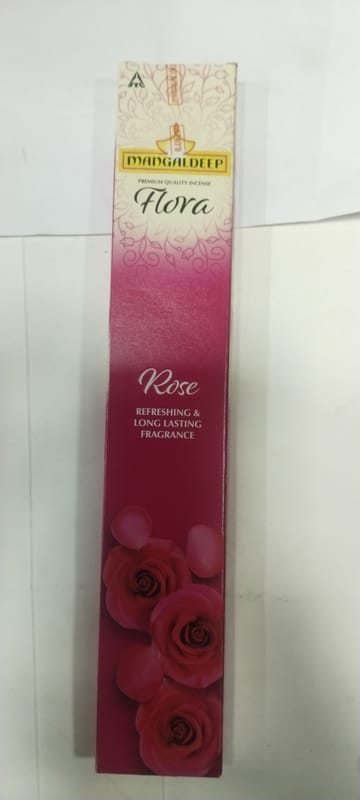 MANGALDEEP
PREMIUM QUALITY INCENSE
Flora
Rose
REFRESHING &
LONG LASTING
FRAGRANCE